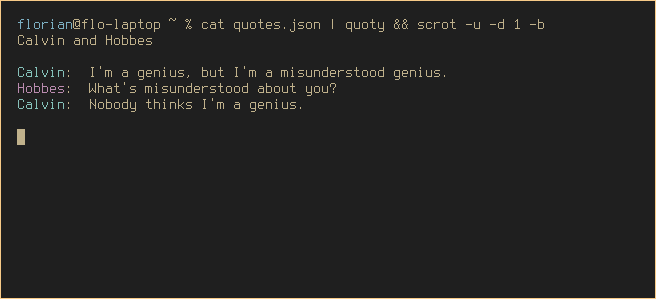 florian@flo-laptop ~ % cat quotes.json | quoty && scrot -u -d 1 -b
Calvin and Hobbes
Calvin: I'm a genius, but I'm a misunderstood genius.
Hobbes: What's misunderstood about you?
Calvin: Nobody thinks I'm a genius.